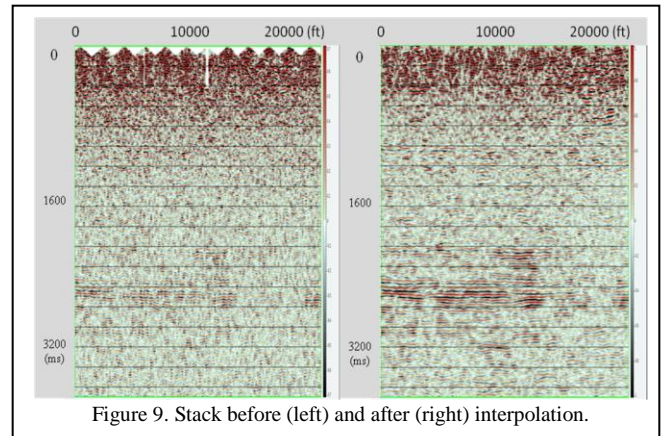 0 10000 20000 (ft)
0 10000 20000 (ft)
0
1600
3200
(ms)
0
1600
3200
(ms)
Figure 9. Stack before (left) and after (right) interpolation.